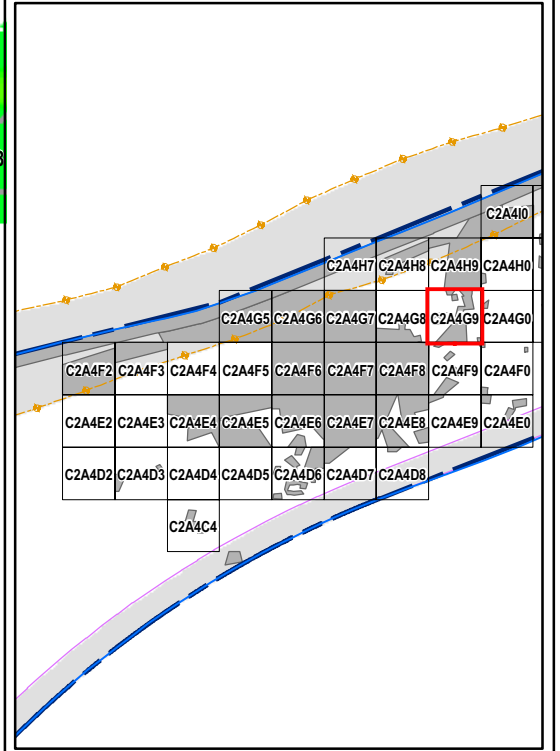 C2A4I0
C2A4H7 C2A4H8 C2A4H9 C2A4H0
C2A4G5 C2A4G6 C2A4G7 C2A4G8 C2A4G9 C2A4G0
C2A4F2 C2A4F3 C2A4F4 C2A4F5 C2A4F6 C2A4F7 C2A4F8 C2A4F9 C2A4F0
C2A4E2 C2A4E3 C2A4E4 C2A4E5 C2A4E6 C2A4E7 C2A4E8 C2A4E9 C2A4E0
C2A4D2 C2A4D3 C2A4D4 C2A4D5 C2A4D6 C2A4D7 C2A4D8
C2A4C4